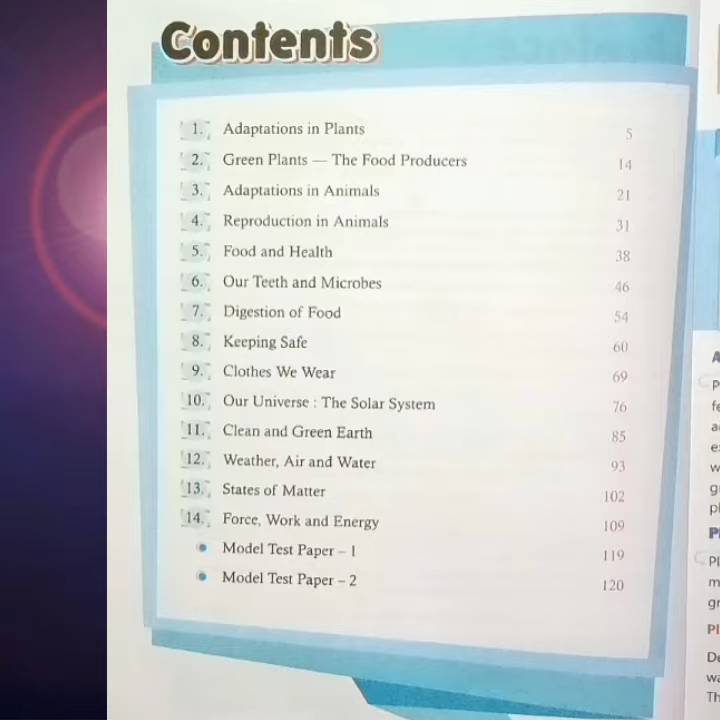 Contents
1. Adaptations in Plants 5
2. Green Plants — The Food Producers 14
3. Adaptations in Animals 21
4. Reproduction in Animals 31
5. Food and Health 38
6. Our Teeth and Microbes 46
7. Digestion of Food 54
8. Keeping Safe 60
9. Clothes We Wear 69
10. Our Universe : The Solar System 76
11. Clean and Green Earth 85
12. Weather, Air and Water 93
13. States of Matter 102
14. Force, Work and Energy 109
• Model Test Paper – 1 119
• Model Test Paper – 2 120